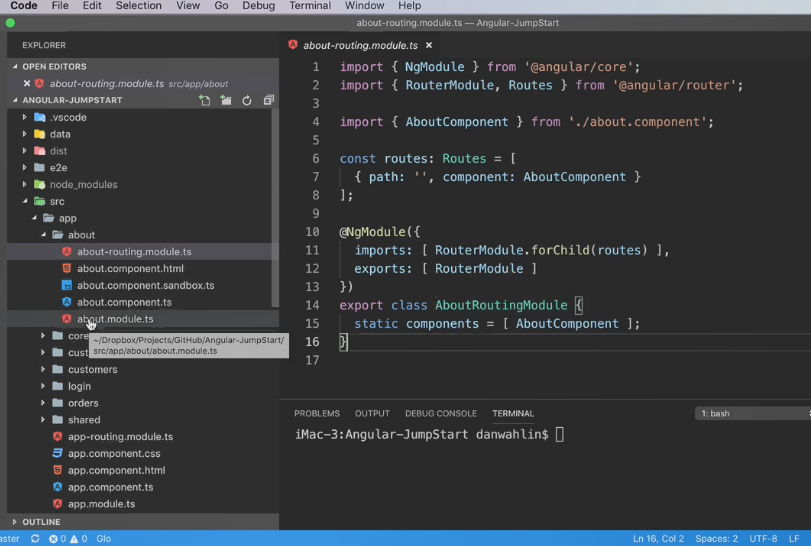 Code File Edit Selection View Go Debug Terminal Window Help
about-routing.module.ts — Angular-JumpStart
EXPLORER
OPEN EDITORS
about-routing.module.ts src/app/about
ANGULAR-JUMPSTART
.vscode
data
dist
e2e
node_modules
src
app
about
about-routing.module.ts
about.component.html
about.component.sandbox.ts
about.component.ts
about.module.ts
core
cust
~/Dropbox/Projects/GitHub/Angular-JumpStart/
src/app/about/about.module.ts
customers
login
orders
shared
app-routing.module.ts
app.component.css
app.component.html
app.component.ts
app.module.ts
OUTLINE
about-routing.module.ts ×
1 import { NgModule } from '@angular/core';
2 import { RouterModule, Routes } from '@angular/router';
3
4 import { AboutComponent } from './about.component';
5
6 const routes: Routes = [
7 { path: '', component: AboutComponent }
8 ];
9
10 @NgModule({
11 imports: [ RouterModule.forChild(routes) ],
12 exports: [ RouterModule ]
13 })
14 export class AboutRoutingModule {
15 static components = [ AboutComponent ];
16 }
17
PROBLEMS OUTPUT DEBUG CONSOLE TERMINAL 1: bash
iMac-3:Angular-JumpStart danwahlin$
aster 0 0 Glo Ln 16, Col 2 Spaces: 2 UTF-8 LF